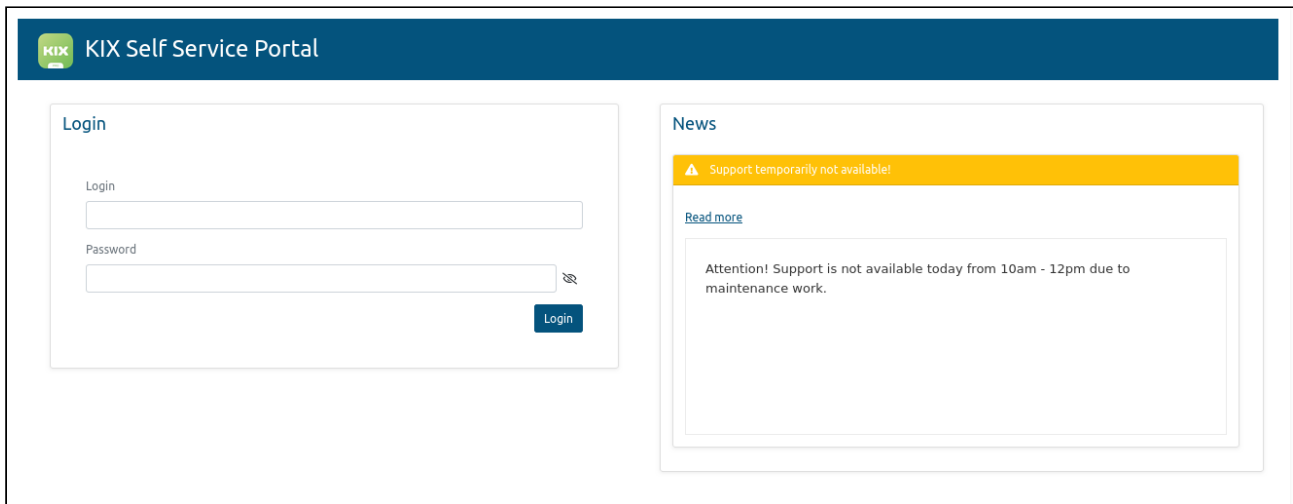 KIX KIX Self Service Portal
Login
Login
Password
Login
News
Support temporarily not available!
Read more
Attention! Support is not available today from 10am - 12pm due to
maintenance work.